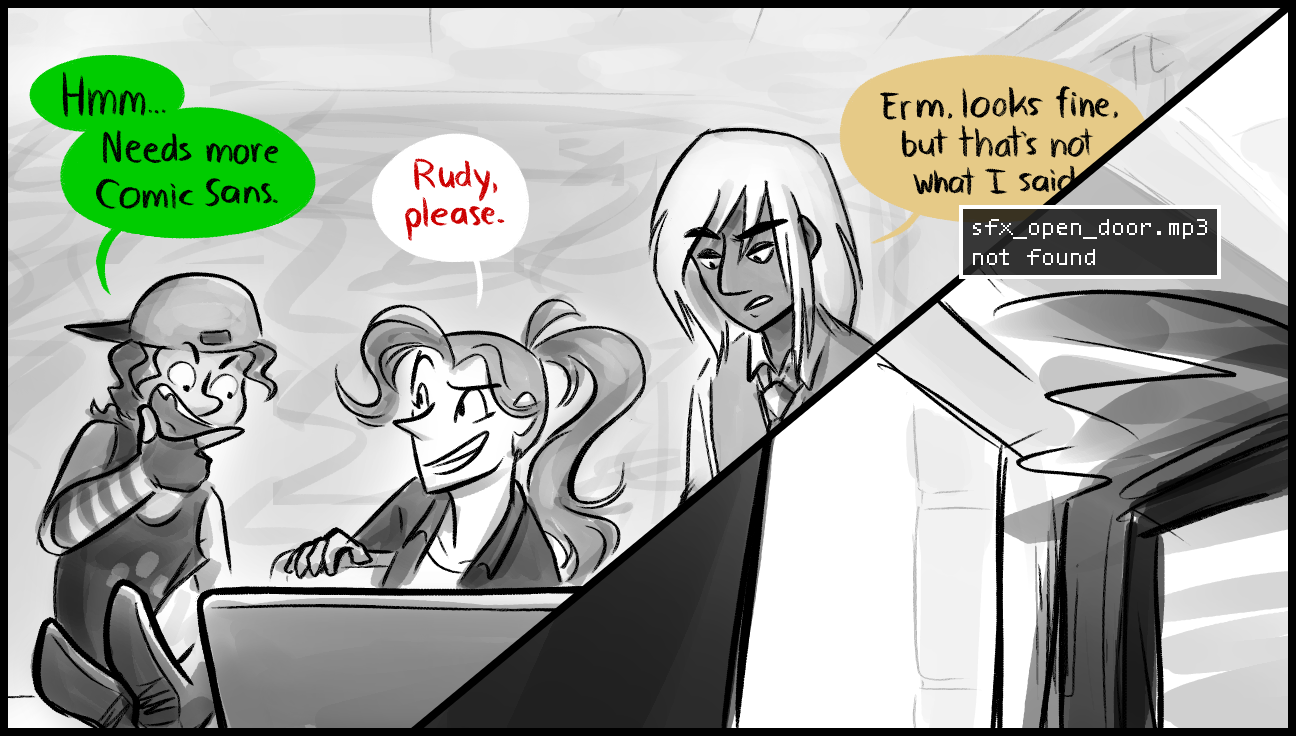 Hmm...
Needs more
Comic Sans.
Rudy,
please.
Erm, looks fine,
but that's not
what I said
sfx_open_door.mp3
not found